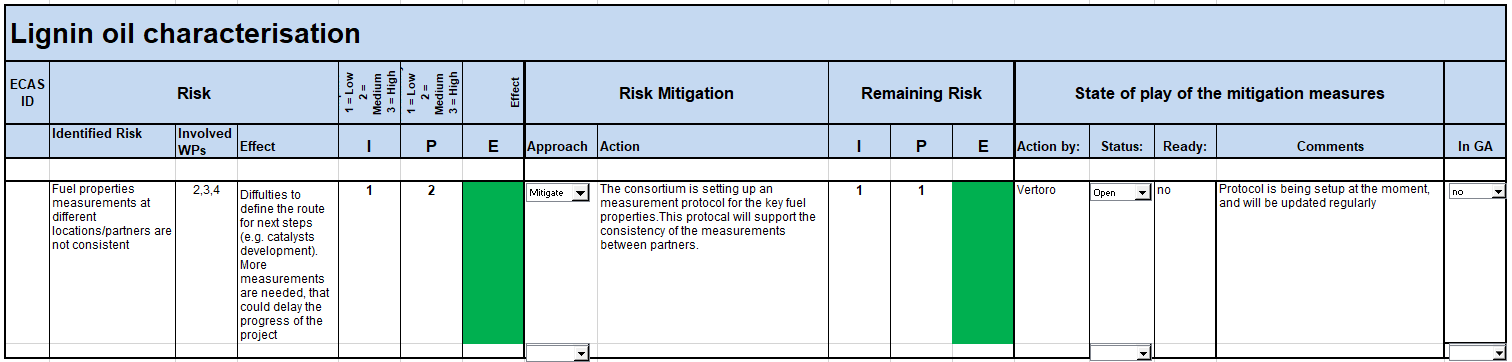 Lignin oil characterisation
ECAS
ID
Risk
1 = Low
2 =
Medium
3 = High
1 = Low
2 =
Medium
3 = High
Effect
Risk Mitigation
Remaining Risk
State of play of the mitigation measures
Identified Risk
Involved
WPs
Effect
I
P
E
Approach
Action
I
P
E
Action by:
Status:
Ready:
Comments
In GA
Fuel properties
measurements at
different
locations/partners are
not consistent
2,3,4
Diffulties to
define the route
for next steps
(e.g. catalysts
development).
More
measurements
are needed, that
could delay the
progress of the
project
1
2
Mitigate
The consortium is setting up an
measurement protocol for the key fuel
properties.This protocal will support the
consistency of the measurements
between partners.
1
1
Vertoro
Open
no
Protocol is being setup at the moment,
and will be updated regularly
no